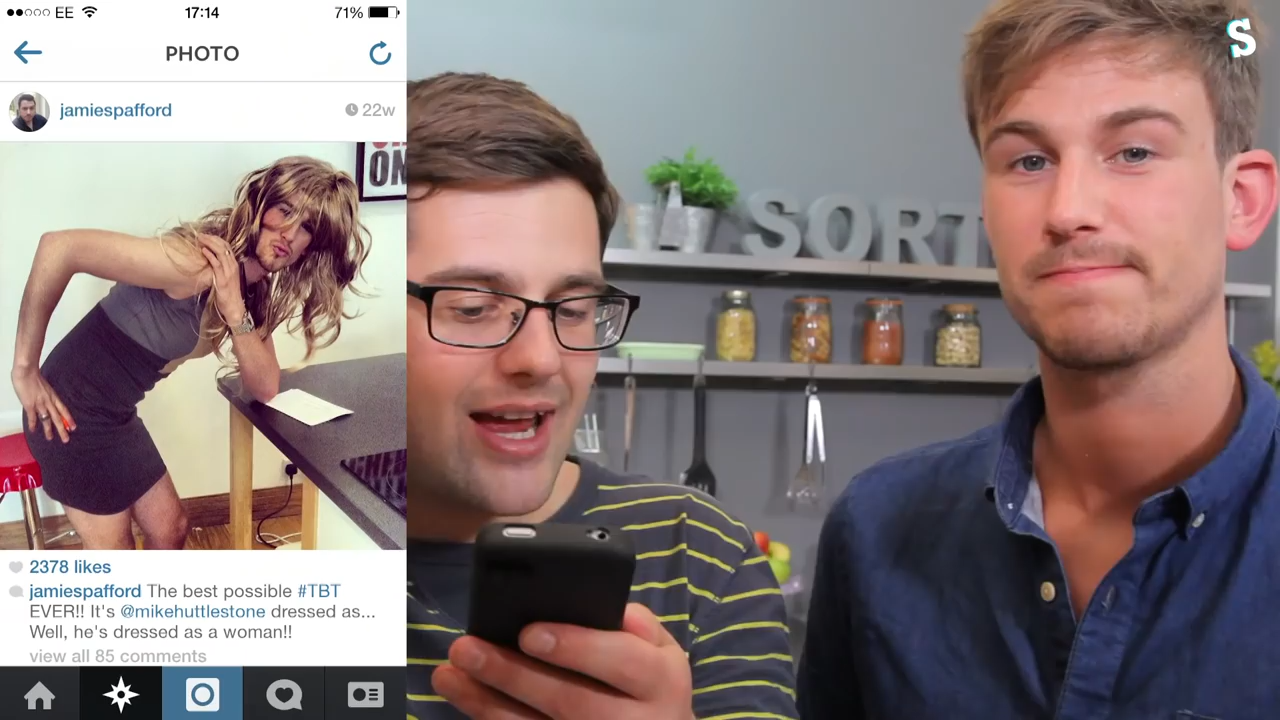 EE 17:14 71%
PHOTO
jamiespafford 22w
ON
2378 likes
jamiespafford The best possible #TBT
EVER!! It's @mikehuttlestone dressed as...
Well, he's dressed as a woman!!
view all 85 comments
SORT
S